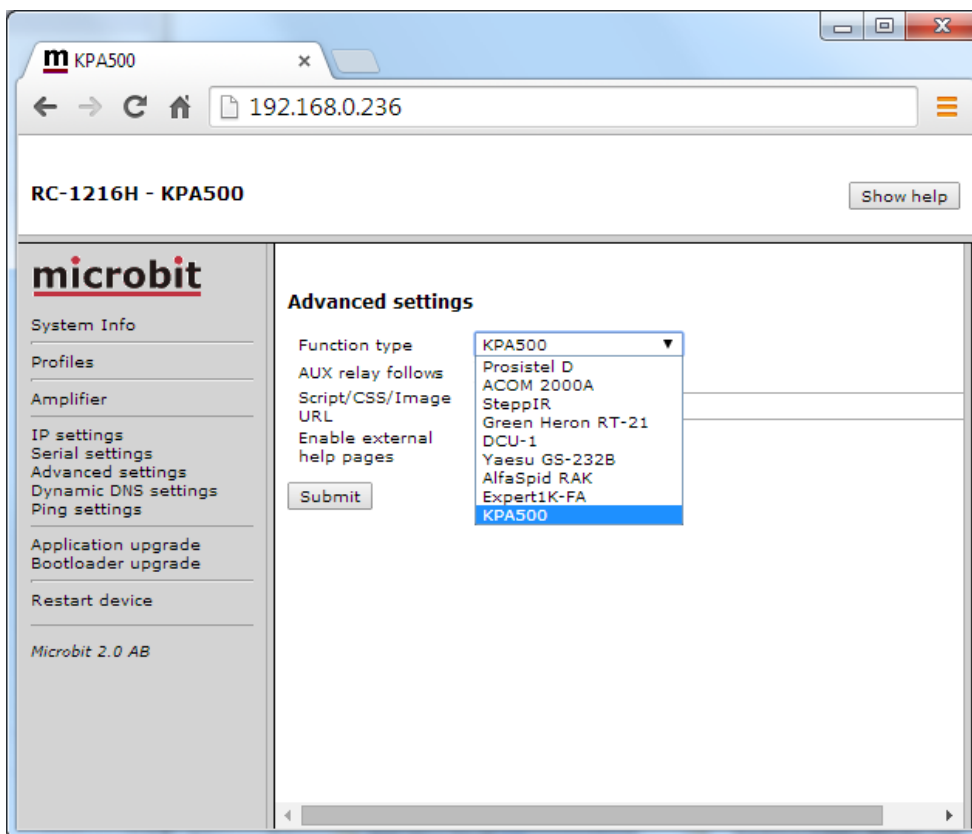 m KPA500
192.168.0.236
RC-1216H - KPA500
Show help
microbit
System Info
Profiles
Amplifier
IP settings
Serial settings
Advanced settings
Dynamic DNS settings
Ping settings
Application upgrade
Bootloader upgrade
Restart device
Microbit 2.0 AB
Advanced settings
Function type
KPA500
AUX relay follows
Script/CSS/Image
URL
Enable external
help pages
Submit
Prosistel D
ACOM 2000A
SteppIR
Green Heron RT-21
DCU-1
Yaesu GS-232B
AlfaSpid RAK
Expert1K-FA
KPA500